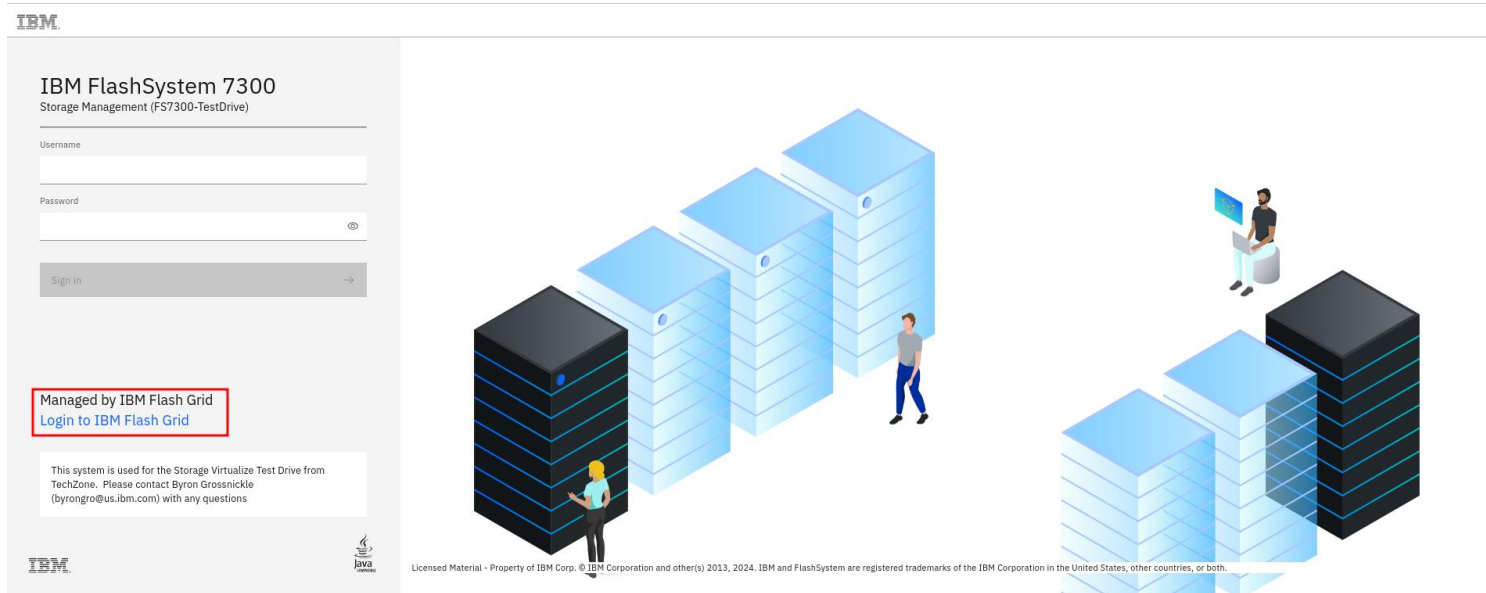 IBM
IBM FlashSystem 7300
Storage Management (FS7300-TestDrive)
Username
Password
Sign in
Managed by IBM Flash Grid
Login to IBM Flash Grid
This system is used for the Storage Virtualize Test Drive from
TechZone. Please contact Byron Grossnickle
(byrongro@us.ibm.com) with any questions
IBM
Java
COMPATIBLE
Licensed Material - Property of IBM Corp. © IBM Corporation and other(s) 2013, 2024. IBM and FlashSystem are registered trademarks of the IBM Corporation in the United States, other countries, or both.